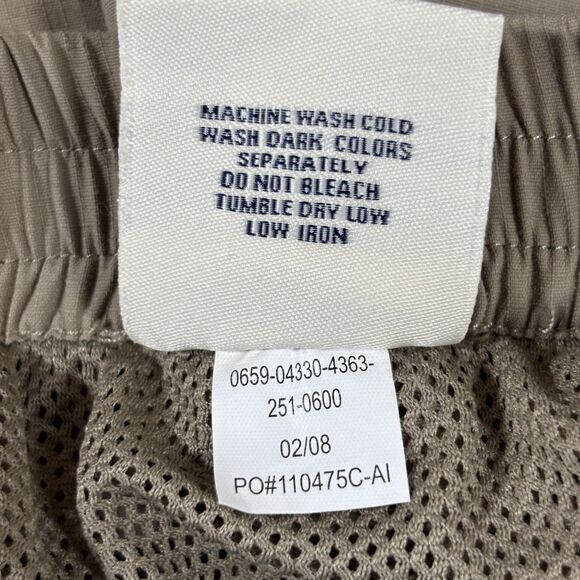 MACHINE WASH COLD
WASH DARK COLORS
SEPARATELY
DO NOT BLEACH
TUMBLE DRY LOW
LOW IRON
0659-04330-4363-
251-0600
02/08
PO#110475C-AI